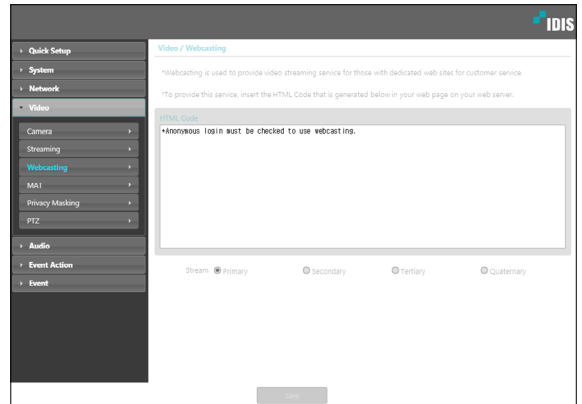 IDIS
Quick Setup
System
Network
Video
Camera
Streaming
Webcasting
MAT
Privacy Masking
PTZ
Audio
Event Action
Event
Video / Webcasting
*Webcasting is used to provide video streaming service for those with dedicated web sites for customer service.
*To provide this service, insert the HTML Code that is generated below in your web page on your web server.
HTML Code
*Anonymous login must be checked to use webcasting.
Stream Primary Secondary Tertiary Quaternary
Save